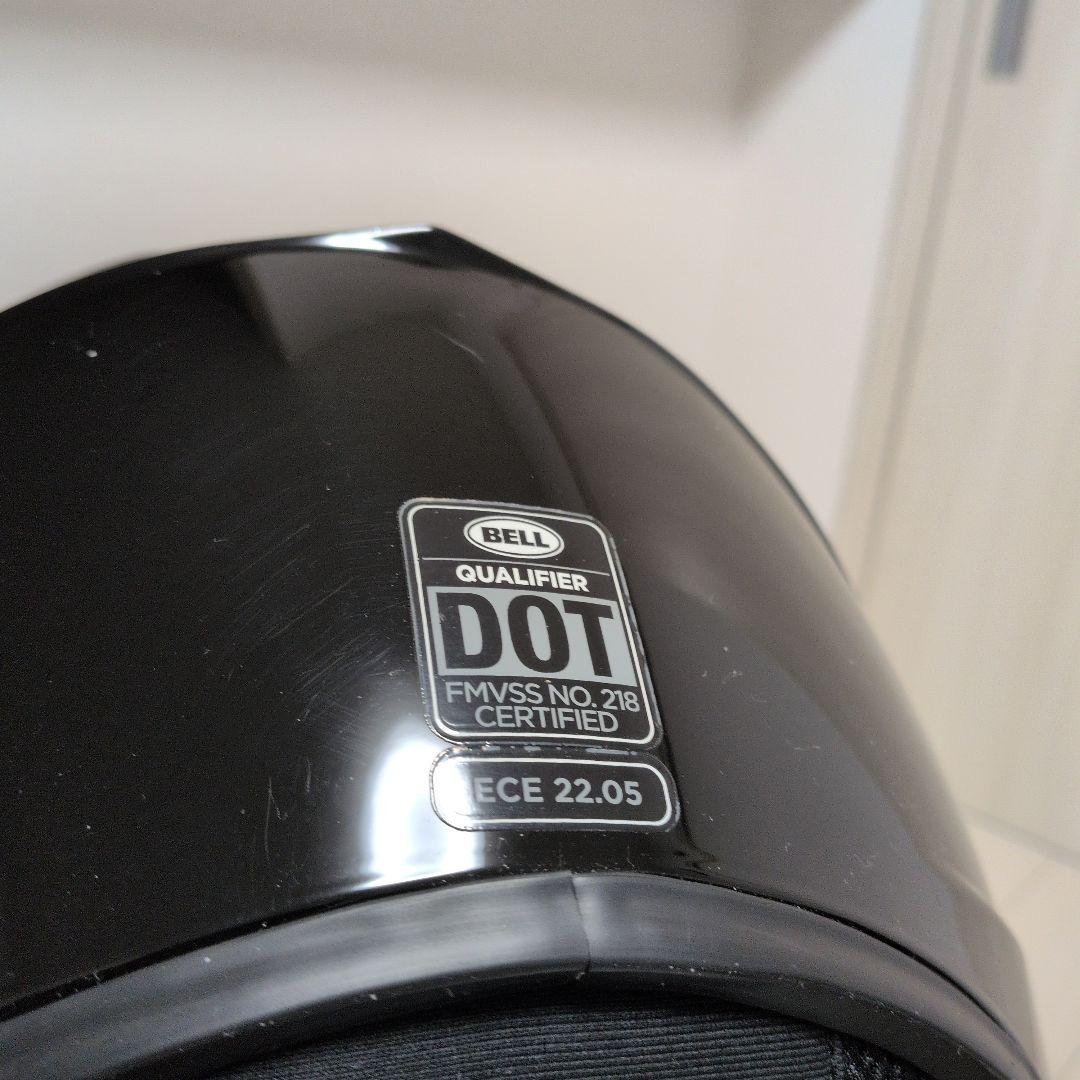 BELL
QUALIFIER
DOT
FMVSS NO. 218
CERTIFIED
ECE 22.05